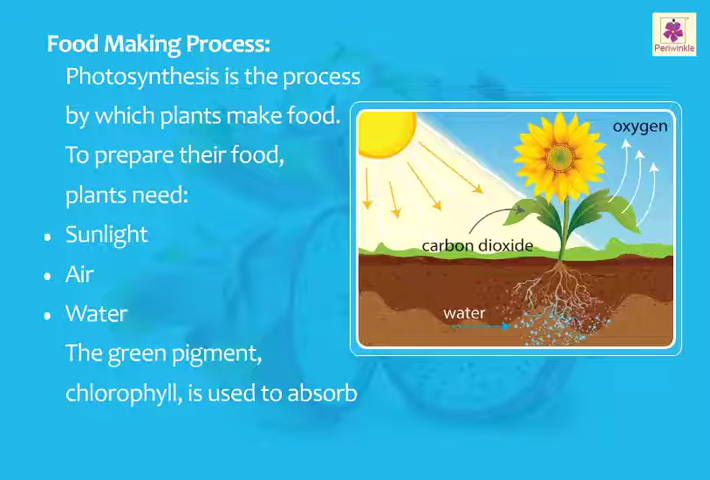 Food Making Process:
Photosynthesis is the process
by which plants make food.
To prepare their food,
plants need:
• Sunlight
• Air
• Water
The green pigment,
chlorophyll, is used to absorb
Periwinkle
oxygen
carbon dioxide
water